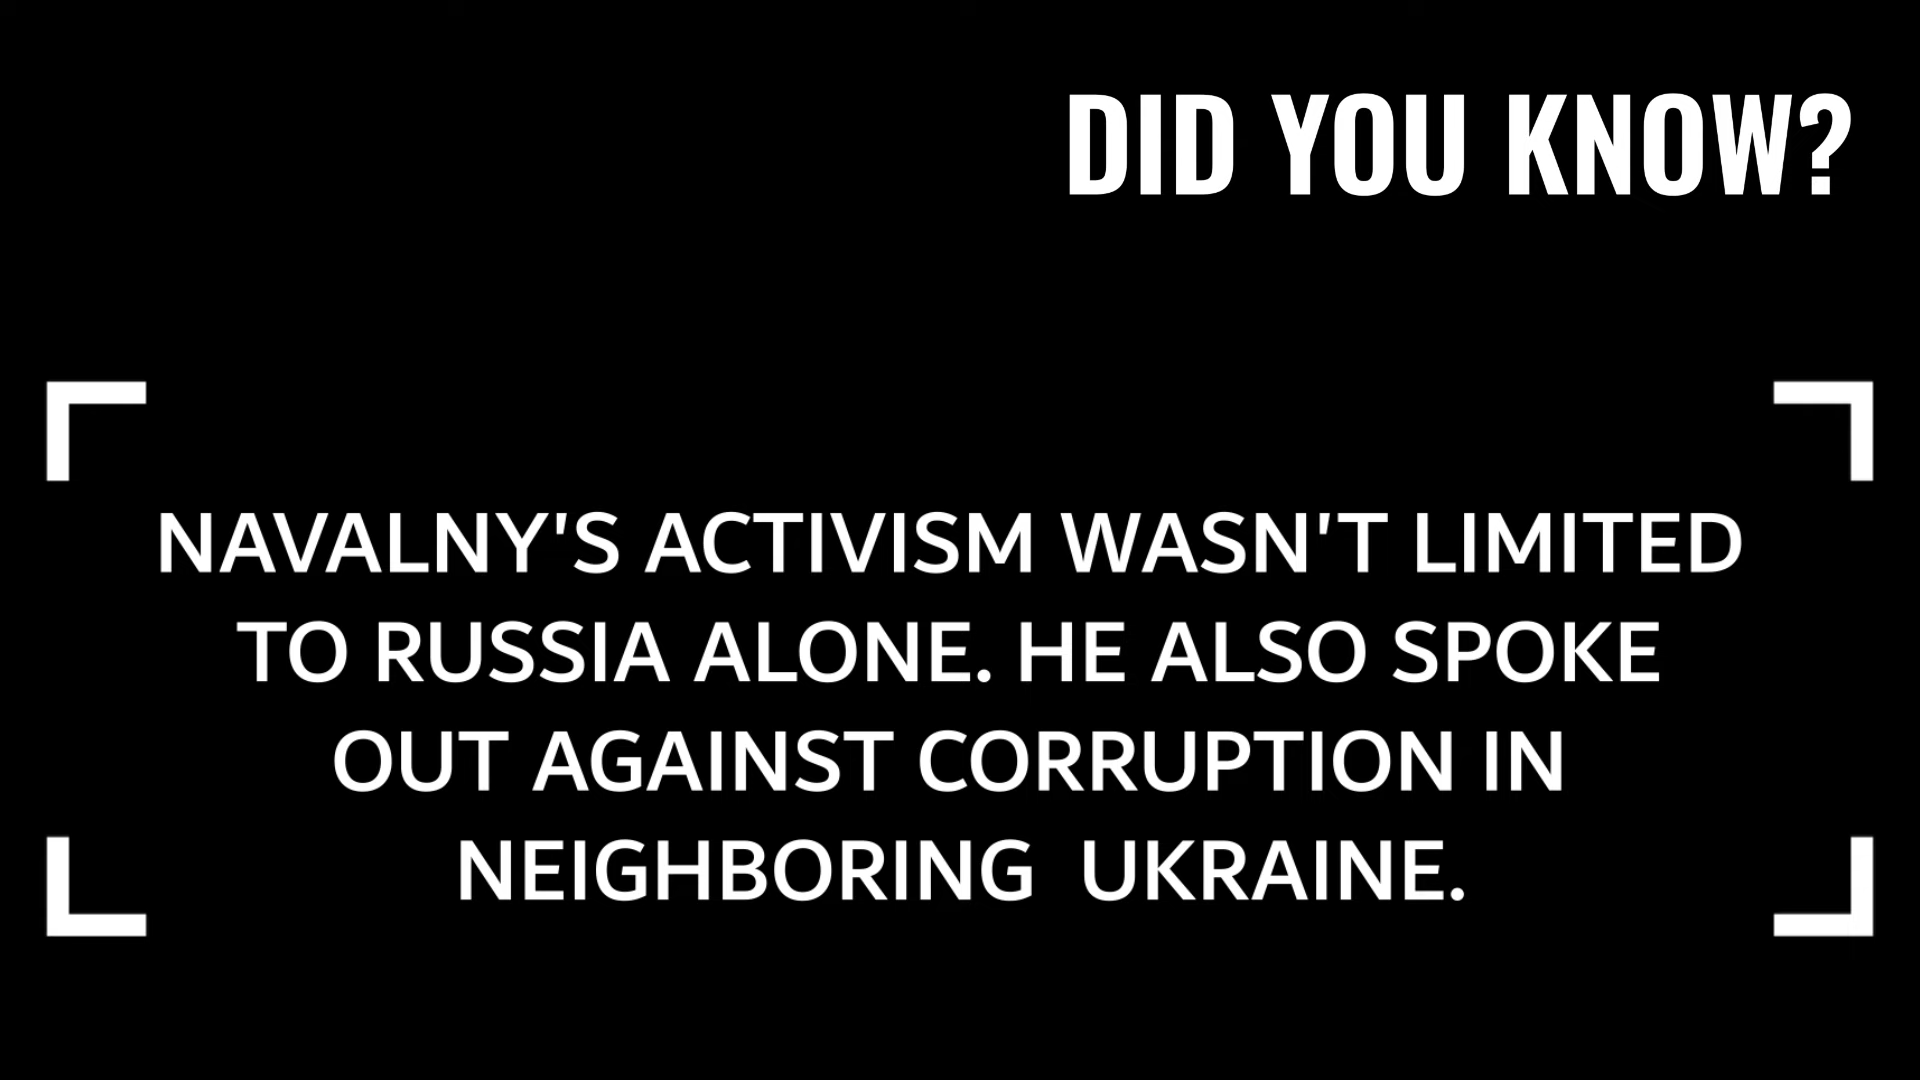 DID YOU KNOW?
NAVALNY'S ACTIVISM WASN'T LIMITED
TO RUSSIA ALONE. HE ALSO SPOKE
OUT AGAINST CORRUPTION IN
NEIGHBORING  UKRAINE.